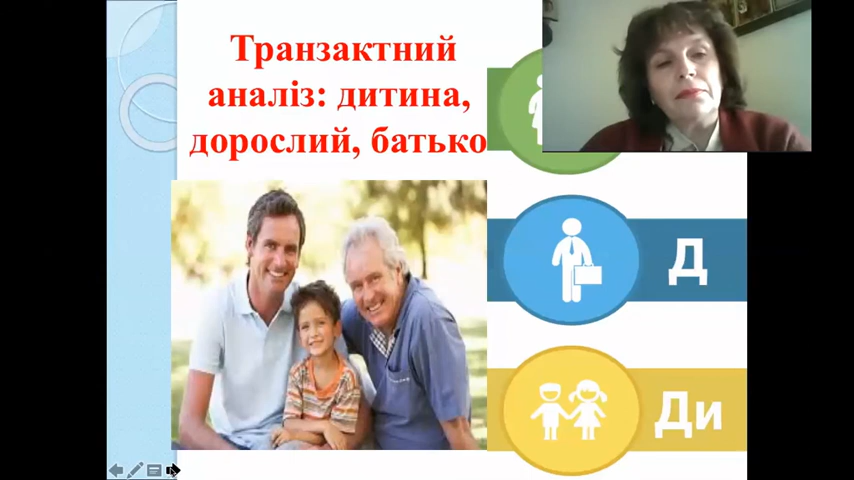 Транзактний
аналіз: дитина,
дорослий, батько
Д
Ди